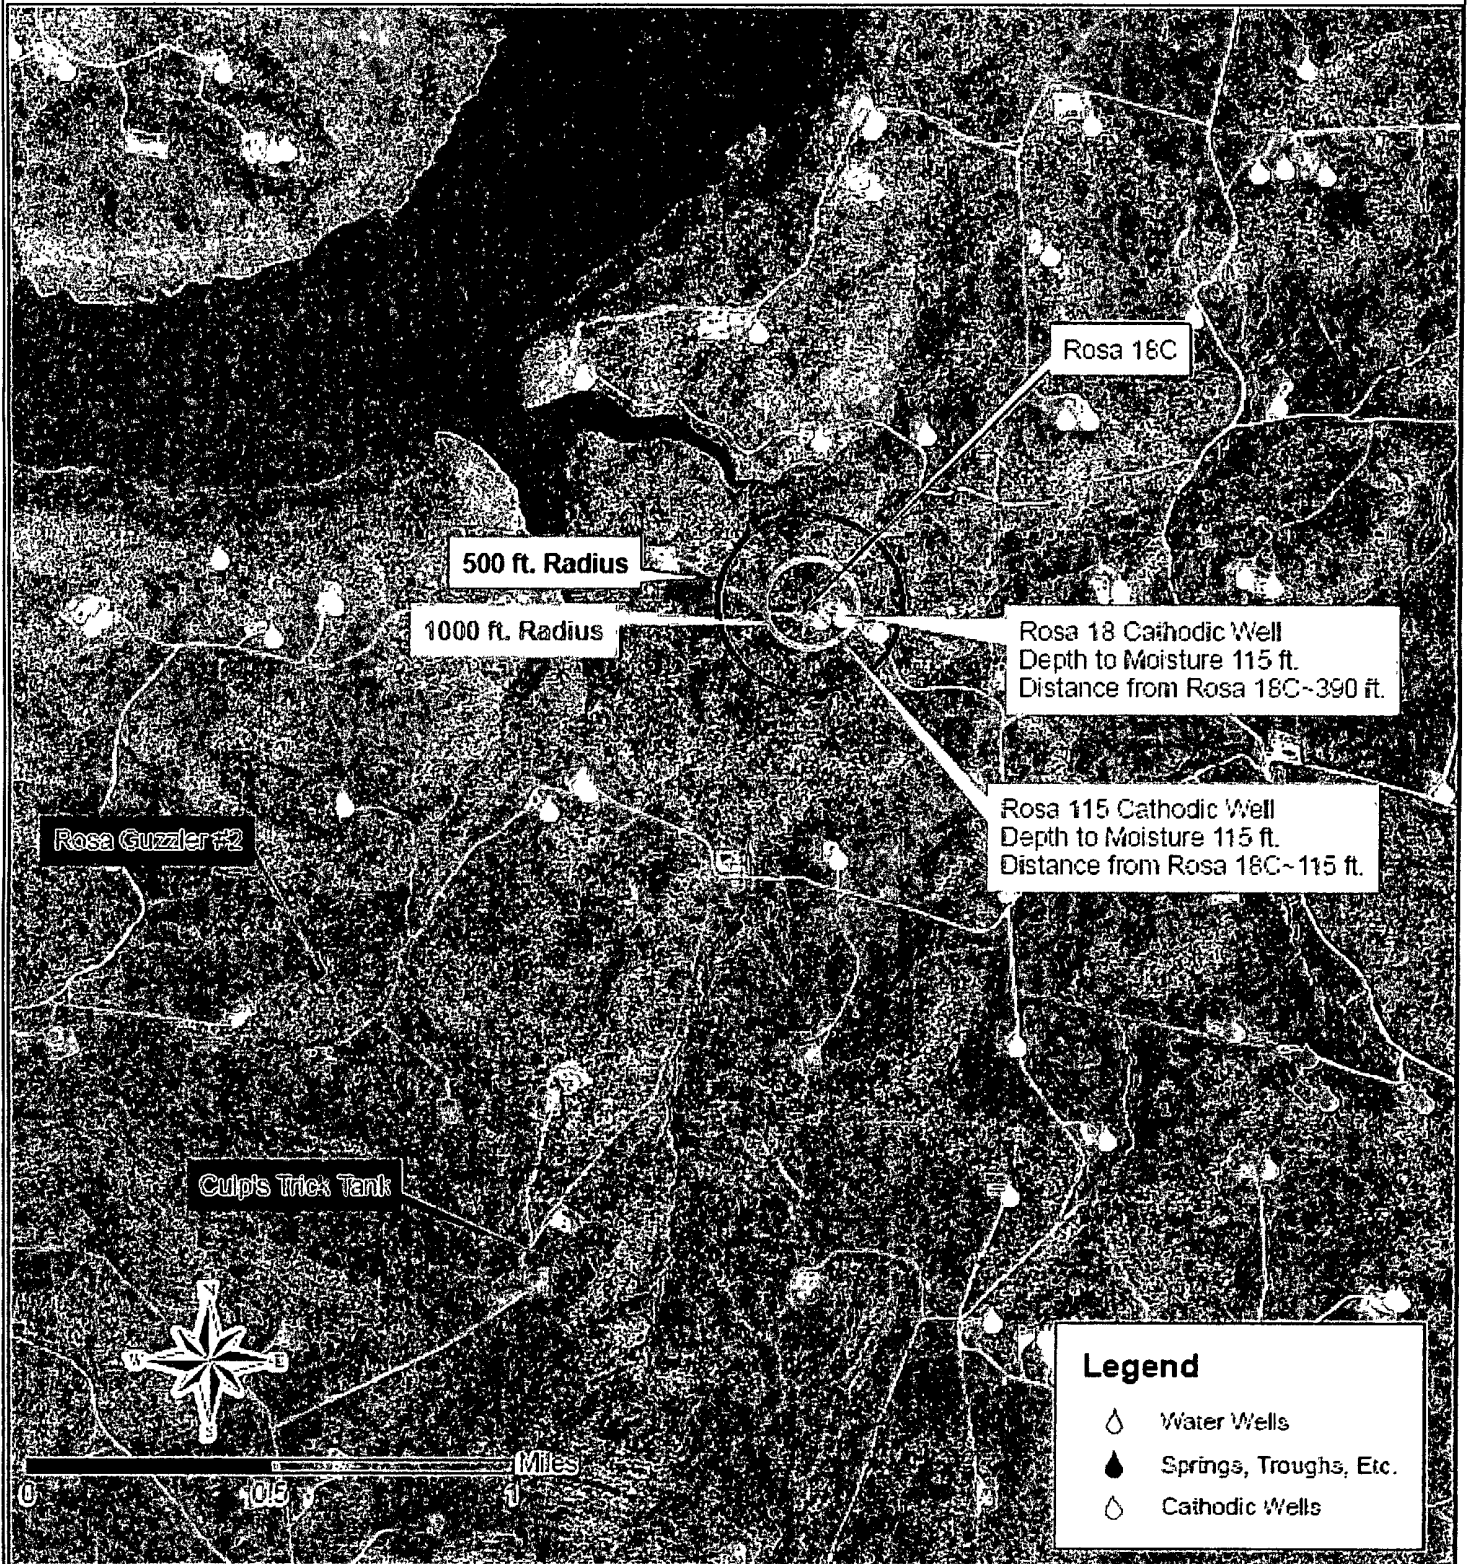 Rosa 18C
500 ft. Radius
1000 ft. Radius
Rosa 18 Cathodic Well
Depth to Moisture 115 ft.
Distance from Rosa 18C~390 ft.
Rosa 115 Cathodic Well
Depth to Moisture 115 ft.
Distance from Rosa 18C~115 ft.
Rosa Guzzler #2
Culp's Trick Tank
N
W
E
S
Miles
0
0.5
1
Legend
Water Wells
Springs, Troughs, Etc.
Cathodic Wells